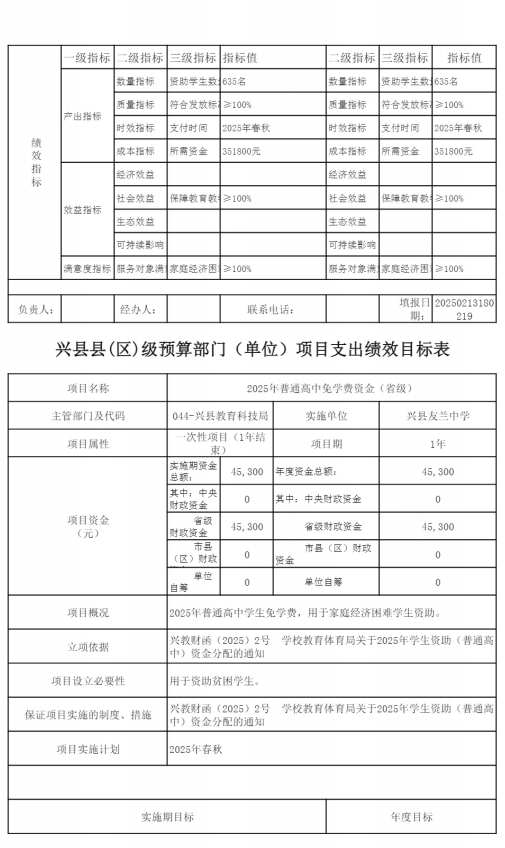 一级指标 二级指标 三级指标 指标值 二级指标 三级指标 指标值
绩效指标
产出指标
数量指标 资助学生数 635名 数量指标 资助学生数 635名
质量指标 符合发放标 ≥100% 质量指标 符合发放标 ≥100%
时效指标 支付时间 2025年春秋 时效指标 支付时间 2025年春秋
成本指标 所需资金 351800元 成本指标 所需资金 351800元
效益指标
经济效益 经济效益
社会效益 保障教育教 ≥100% 社会效益 保障教育教 ≥100%
生态效益 生态效益
可持续影响 可持续影响
满意度指标 服务对象满 家庭经济困 ≥100% 服务对象满 家庭经济困 ≥100%
负责人: 经办人: 联系电话: 填报日期: 20250213180219
兴县县(区)级预算部门（单位）项目支出绩效目标表
项目名称 2025年普通高中免学费资金（省级）
主管部门及代码 044-兴县教育科技局 实施单位 兴县友兰中学
项目属性 一次性项目（1年结束） 项目期 1年
项目资金（元）
实施期资金总额: 45,300 年度资金总额: 45,300
其中: 中央财政资金 0 其中: 中央财政资金 0
省级财政资金 45,300 省级财政资金 45,300
市县（区）财政 0 市县（区）财政资金 0
单位自筹 0 单位自筹 0
项目概况 2025年普通高中学生免学费，用于家庭经济困难学生资助。
立项依据 兴教财函（2025）2号 学校教育体育局关于2025年学生资助（普通高中）资金分配的通知
项目设立必要性 用于资助贫困学生。
保证项目实施的制度、措施 兴教财函（2025）2号 学校教育体育局关于2025年学生资助（普通高中）资金分配的通知
项目实施计划 2025年春秋
实施期目标 年度目标